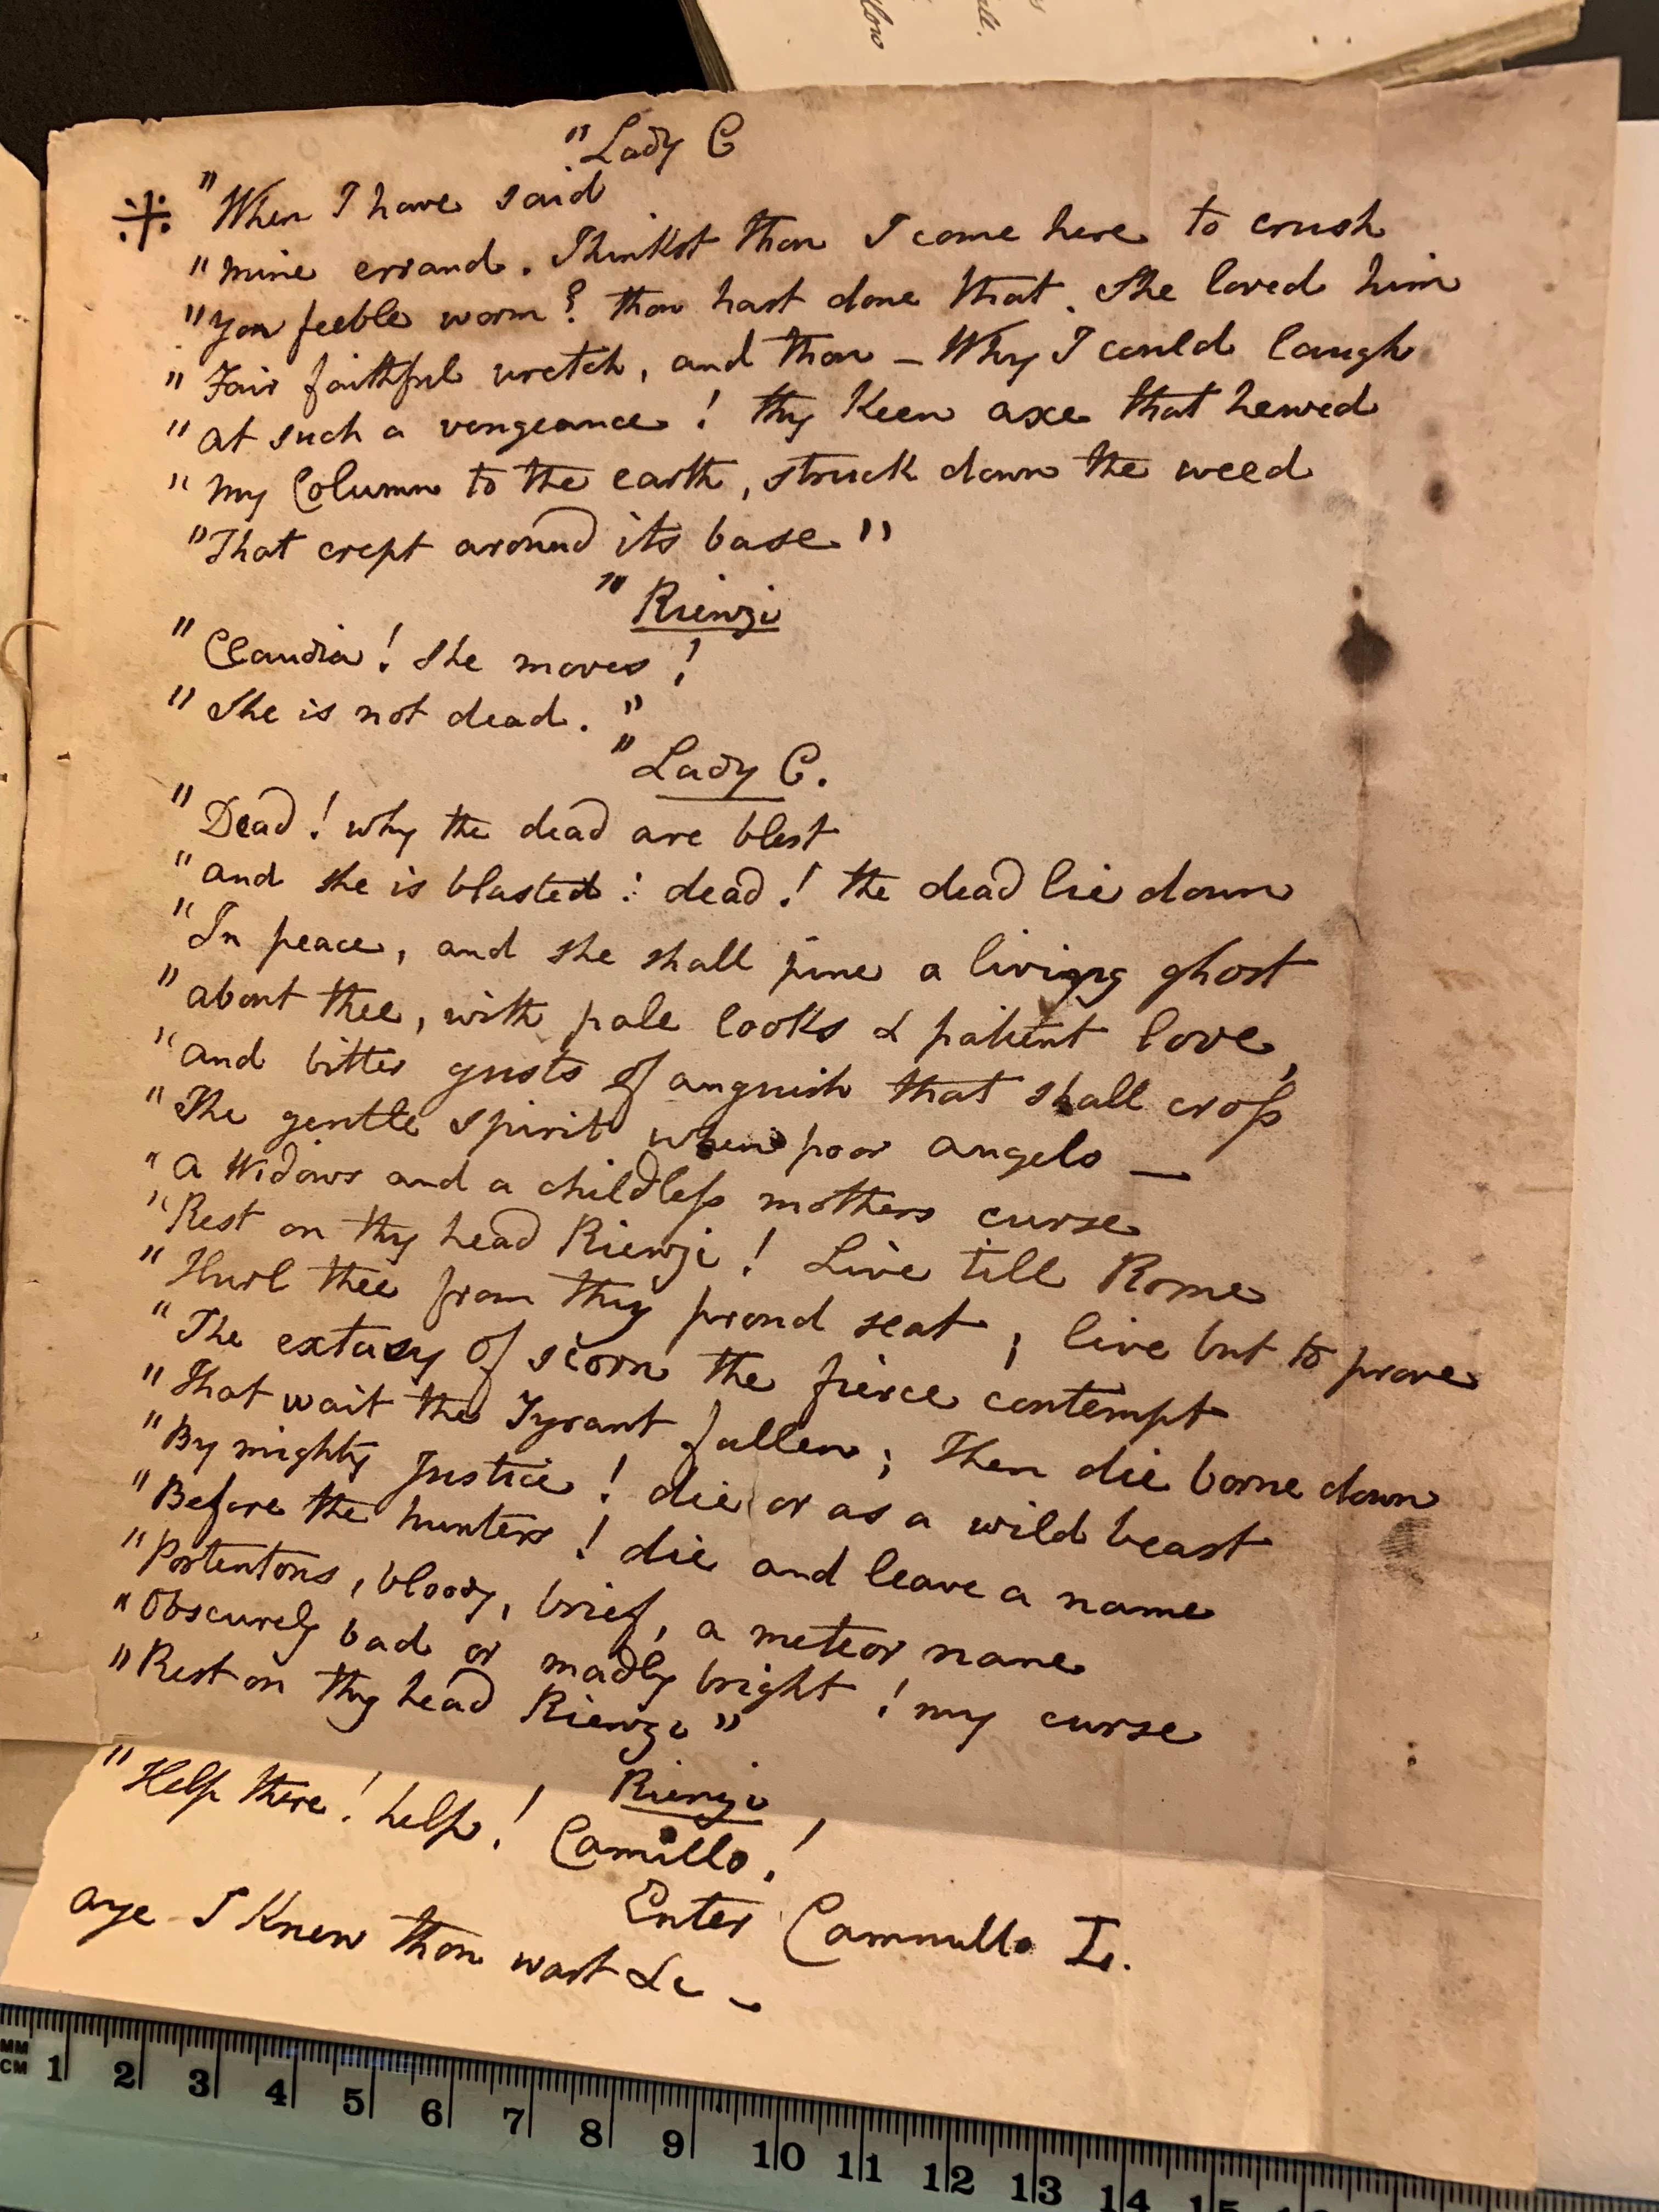 low
all.
"Lady C
※ "When I have said
"mine errand. Thinkst thou I come here to crush
"yon feeble worm? thou hast done that. She loved him
"Fair faithful wretch, and thou – Why I could laugh
"at such a vengeance! thy keen axe that hewed
"my Column to the earth, struck down the weed
"That crept around its base"
"Rienzi
"Claudia! She moves!
"She is not dead."
"Lady C.
"Dead! why the dead are blest
"and she is blasted: dead! the dead lie down
"In peace, and she shall pine a living ghost
"about thee, with pale looks & patient love,
"and bitter gusts of anguish that shall cross
"The gentle spirit when poor angelo —
"a Widows and a childless mothers curse
"Rest on thy head Rienzi! Live till Rome
"Hurl thee from thy proud seat; live but to prove
"The extasy of scorn the fierce contempt
"That wait the Tyrant fallen; Then die borne down
"By mighty Justice! die or as a wild beast
"Before the hunters! die and leave a name
"Portentous, bloody, brief, a meteor name
"Obscurely bad or madly bright! my curse
"Rest on thy head Rienzi"
Rienzi
"Help there! help! Camillo!
Enter Cammillo L.
aye I knew thou wast &c –
MM
CM 1 2 3 4 5 6 7 8 9 10 11 12 13 14 15